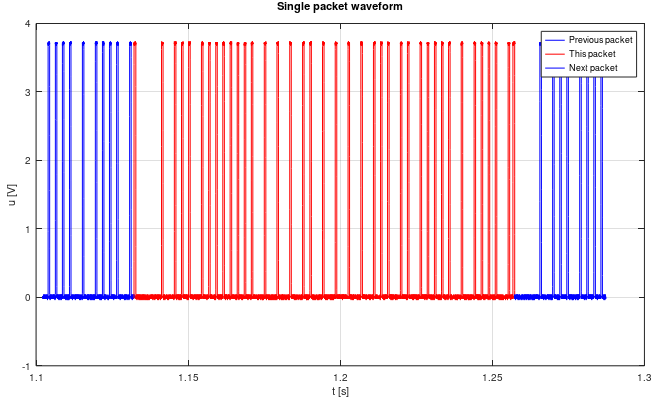 Single packet waveform
Previous packet
This packet
Next packet
4
3
2
1
0
-1
u [V]
1.1
1.15
1.2
1.25
1.3
t [s]